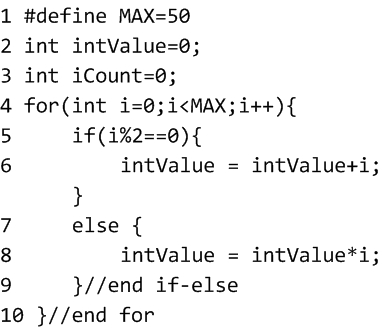 1 #define MAX=50
2 int intValue=0;
3 int iCount=0;
4 for(int i=0;i<MAX;i++){
5     if(i%2==0){
6         intValue = intValue+i;
      }
7     else {
8         intValue = intValue*i;
9     }//end if-else
10 }//end for